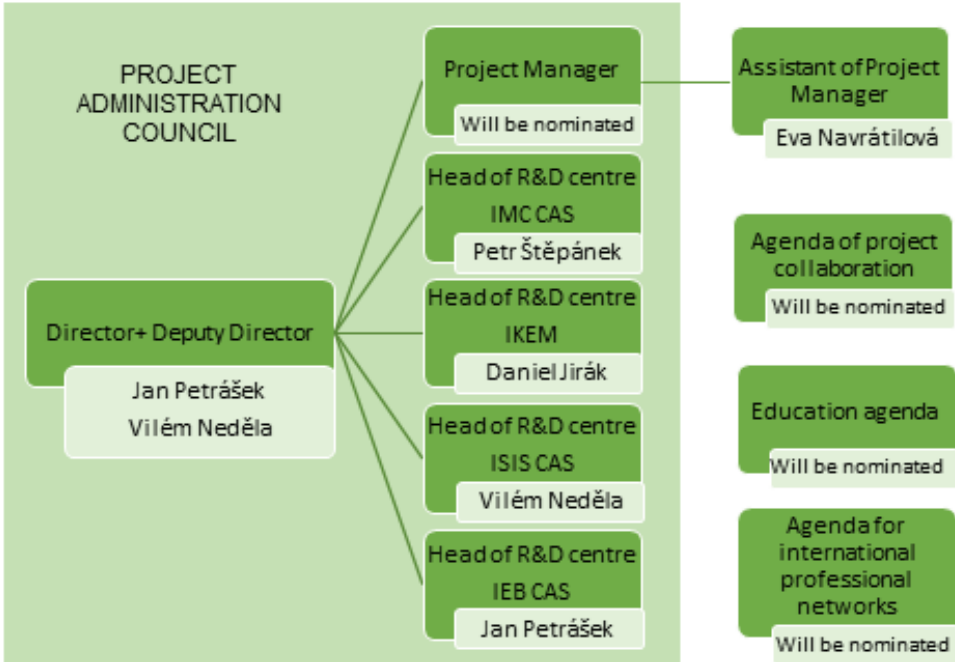 PROJECT
ADMINISTRATION
COUNCIL
Director+ Deputy Director
Jan Petrášek
Vilém Neděla
Project Manager
Will be nominated
Head of R&D centre
IMC CAS
Petr Štěpánek
Head of R&D centre
IKEM
Daniel Jirák
Head of R&D centre
ISIS CAS
Vilém Neděla
Head of R&D centre
IEB CAS
Jan Petrášek
Assistant of Project
Manager
Eva Navrátilová
Agenda of project
collaboration
Will be nominated
Education agenda
Will be nominated
Agenda for
international
professional
networks
Will be nominated